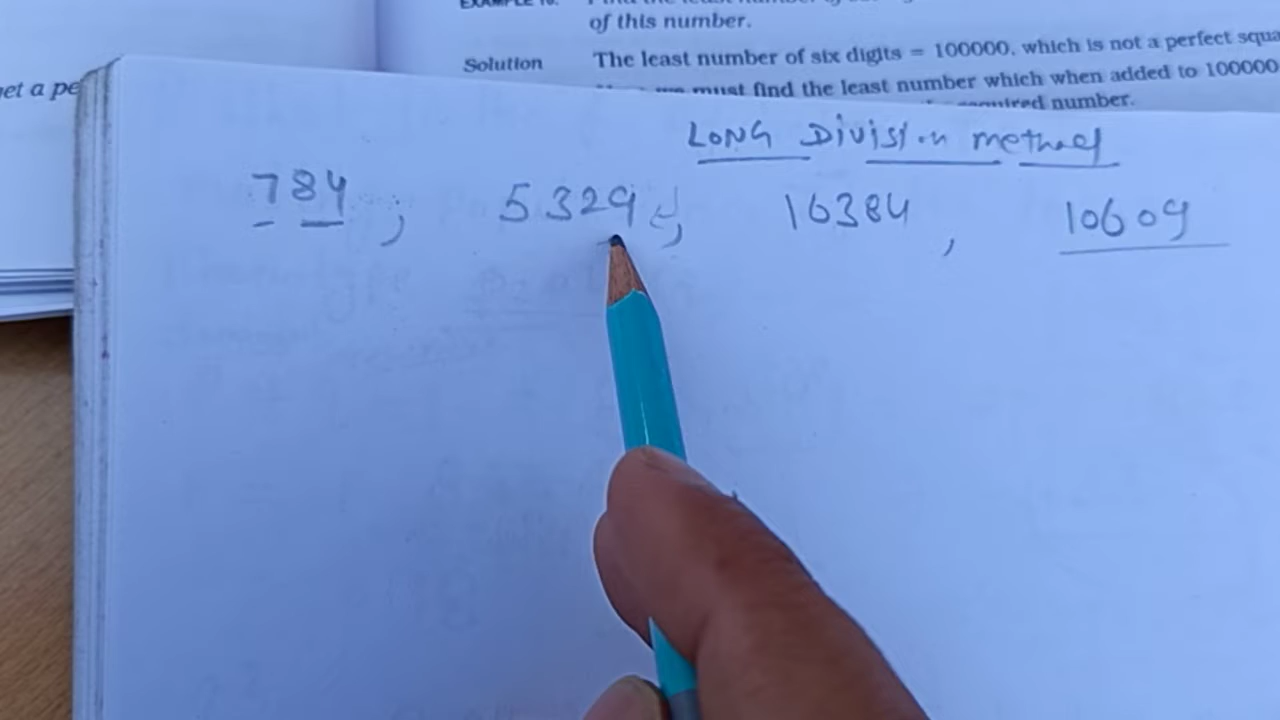 of this number.
Solution The least number of six digits = 100000, which is not a perfect squa
et a pe
must find the least number which when added to 100000
required number.
LONG Division method
784, 5329, 16384, 10609